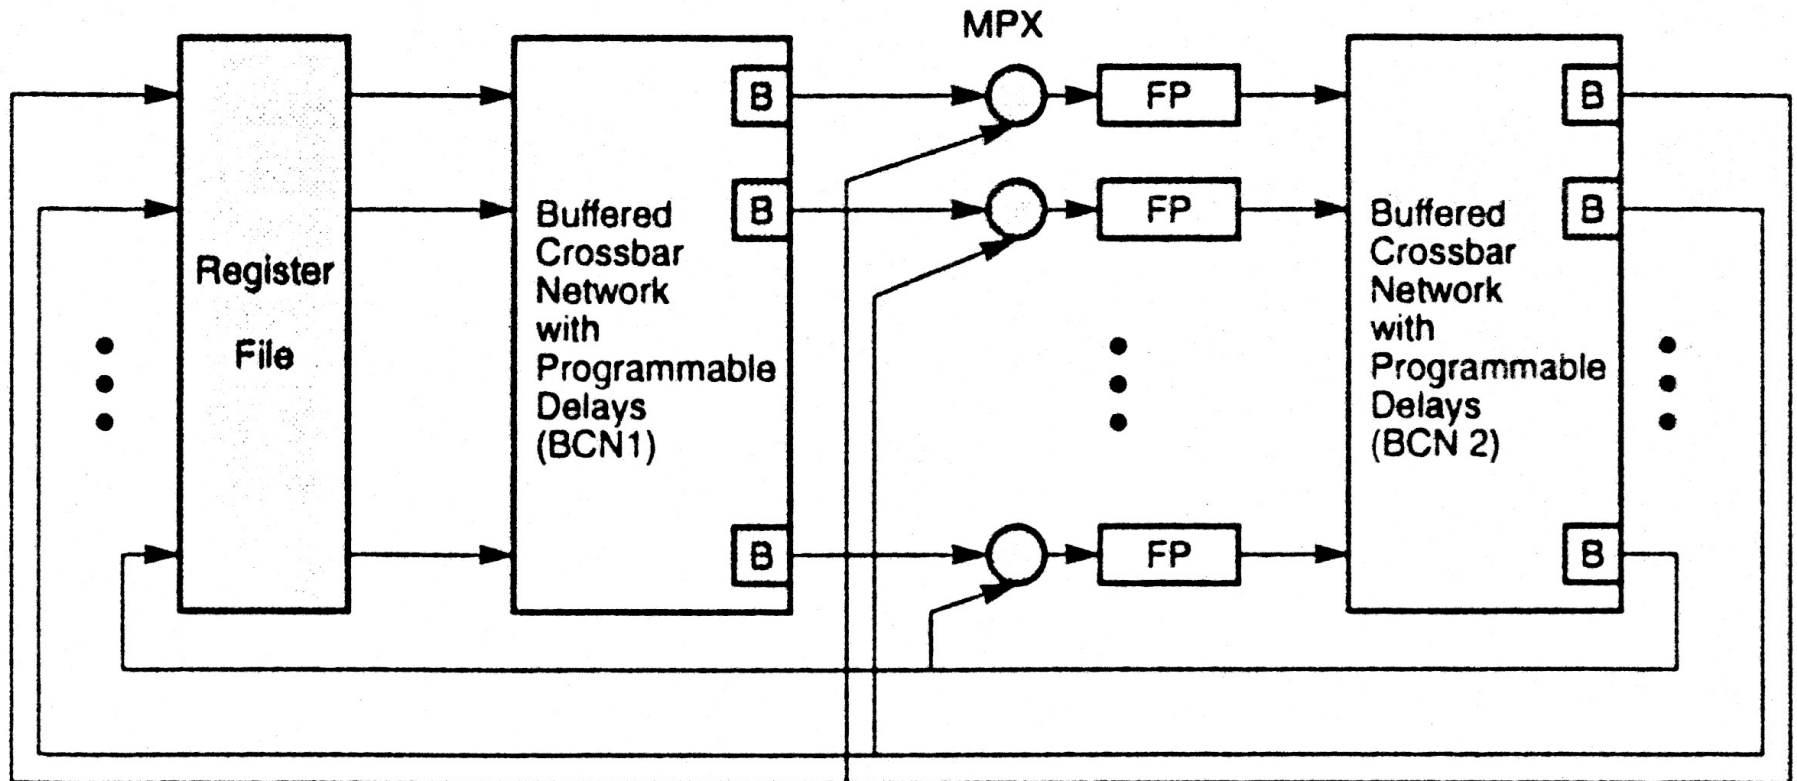 MPX
Register
File
B
B
Buffered
Crossbar
Network
with
Programmable
Delays
(BCN1)
B
FP
FP
FP
B
B
Buffered
Crossbar
Network
with
Programmable
Delays
(BCN 2)
B